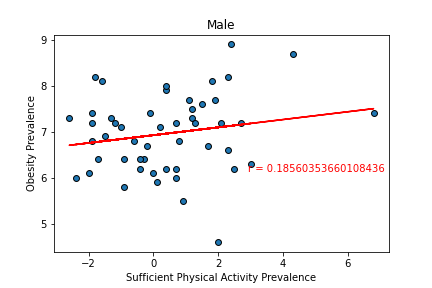 Male
9
8
7
6
5
Obesity Prevalence
r = 0.18560353660108436
−2
0
2
4
6
Sufficient Physical Activity Prevalence